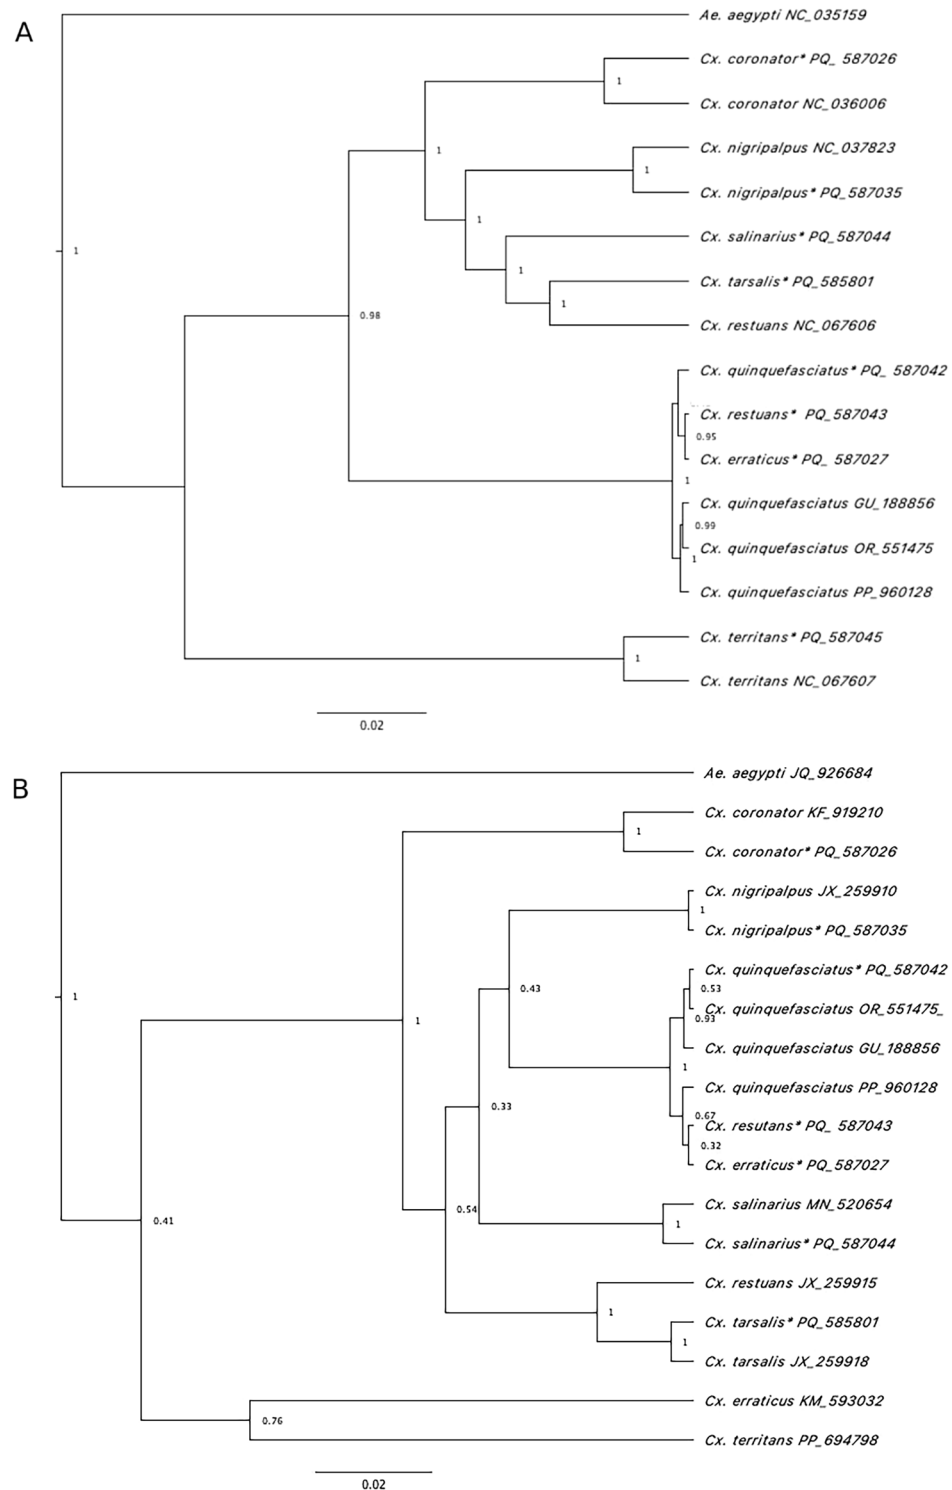 A
Ae. aegypti NC_035159
Cx. coronator* PQ_ 587026
1
Cx. coronator NC_036006
Cx. nigripalpus NC_037823
1
1
Cx. nigripalpus* PQ_587035
1
Cx. salinarius* PQ_587044
1
1
Cx. tarsalis* PQ_585801
1
0.98
Cx. restuans NC_067606
Cx. quinquefasciatus* PQ_ 587042
Cx. restuans* PQ_587043
0.95
Cx. erraticus* PQ_ 587027
1
Cx. quinquefasciatus GU_188856
0.99
Cx. quinquefasciatus OR_551475
1
Cx. quinquefasciatus PP_960128
Cx. territans* PQ_587045
1
Cx. territans NC_067607
0.02
B
Ae. aegypti JQ_926684
Cx. coronator KF_919210
1
Cx. coronator* PQ_587026
Cx. nigripalpus JX_259910
1
Cx. nigripalpus* PQ_587035
Cx. quinquefasciatus* PQ_587042
0.43
0.53
1
Cx. quinquefasciatus OR_551475_
0.93
1
Cx. quinquefasciatus GU_188856
1
Cx. quinquefasciatus PP_960128
0.33
0.67
Cx. resutans* PQ_ 587043
0.32
Cx. erraticus* PQ_587027
Cx. salinarius MN_520654
0.54
0.41
1
Cx. salinarius* PQ_587044
Cx. restuans JX_259915
1
Cx. tarsalis* PQ_585801
1
Cx. tarsalis JX_259918
Cx. erraticus KM_593032
0.76
Cx. territans PP_694798
0.02